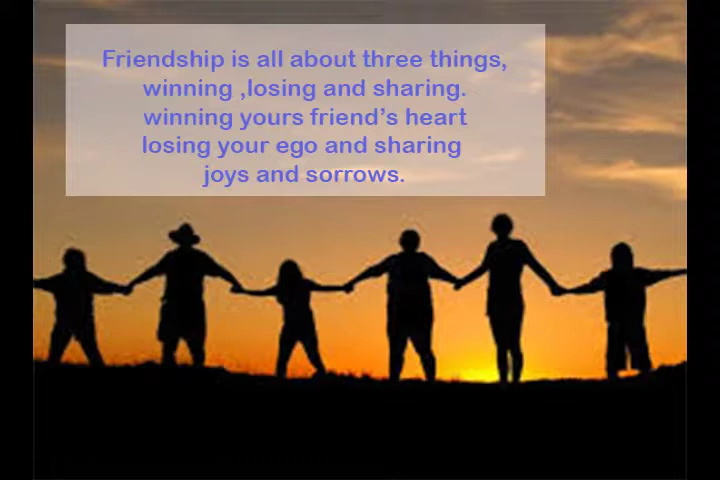 Friendship is all about three things,
winning ,losing and sharing.
winning yours friend’s heart
losing your ego and sharing
joys and sorrows.